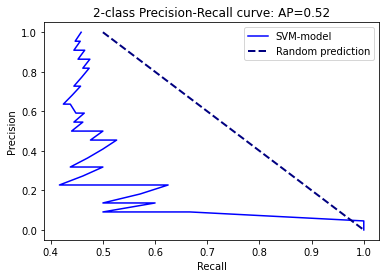 2-class Precision-Recall curve: AP=0.52
SVM-model
Random prediction
1.0
0.8
0.6
0.4
0.2
0.0
Precision
0.4
0.5
0.6
0.7
0.8
0.9
1.0
Recall